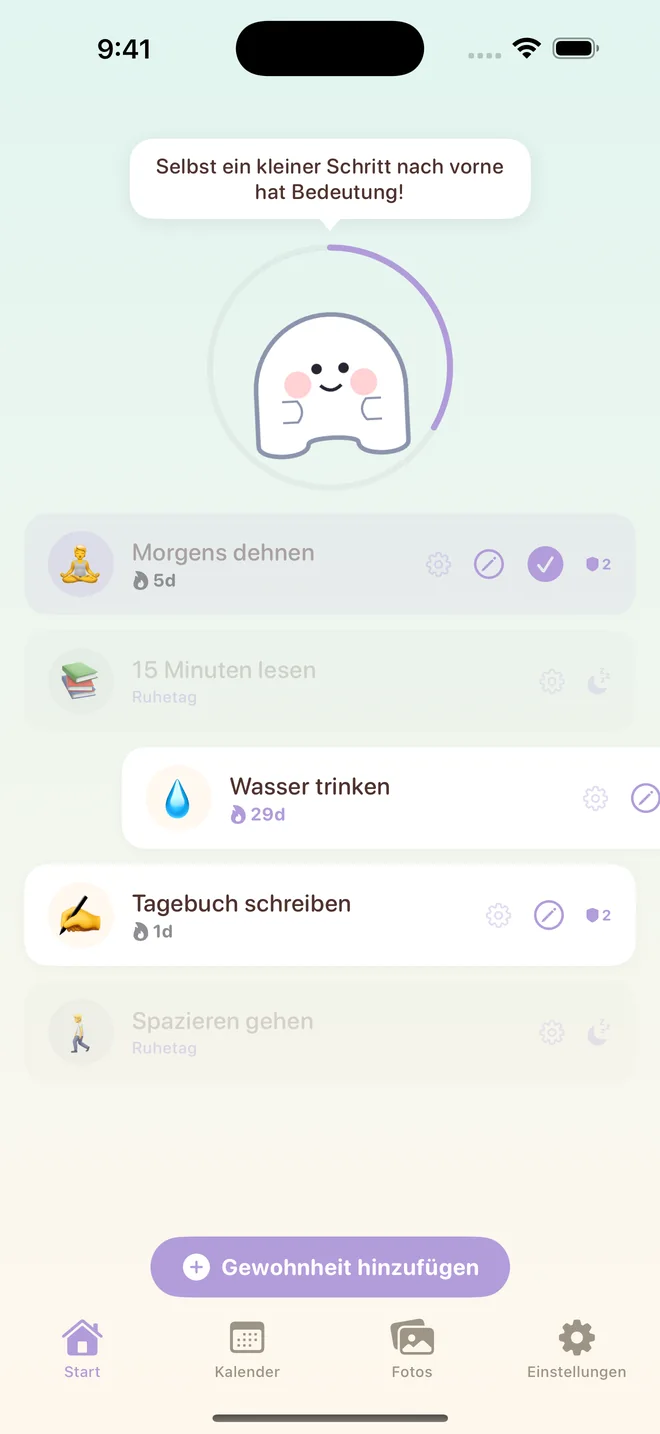 9:41
Selbst ein kleiner Schritt nach vorne
hat Bedeutung!
Morgens dehnen
5d
2
15 Minuten lesen
Ruhetag
Wasser trinken
29d
Tagebuch schreiben
1d
2
Spazieren gehen
Ruhetag
Gewohnheit hinzufügen
Start
Kalender
Fotos
Einstellungen